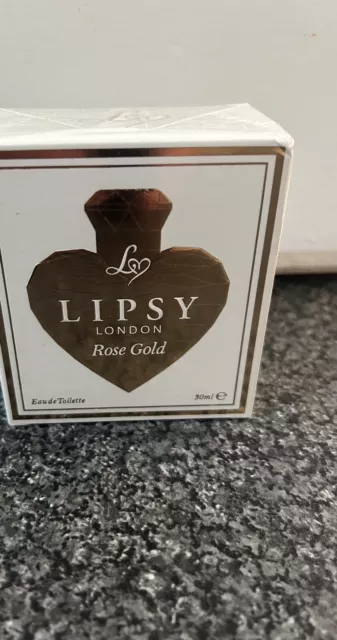 LIPSY
LONDON
Rose Gold
Eau de Toilette 30ml ℮